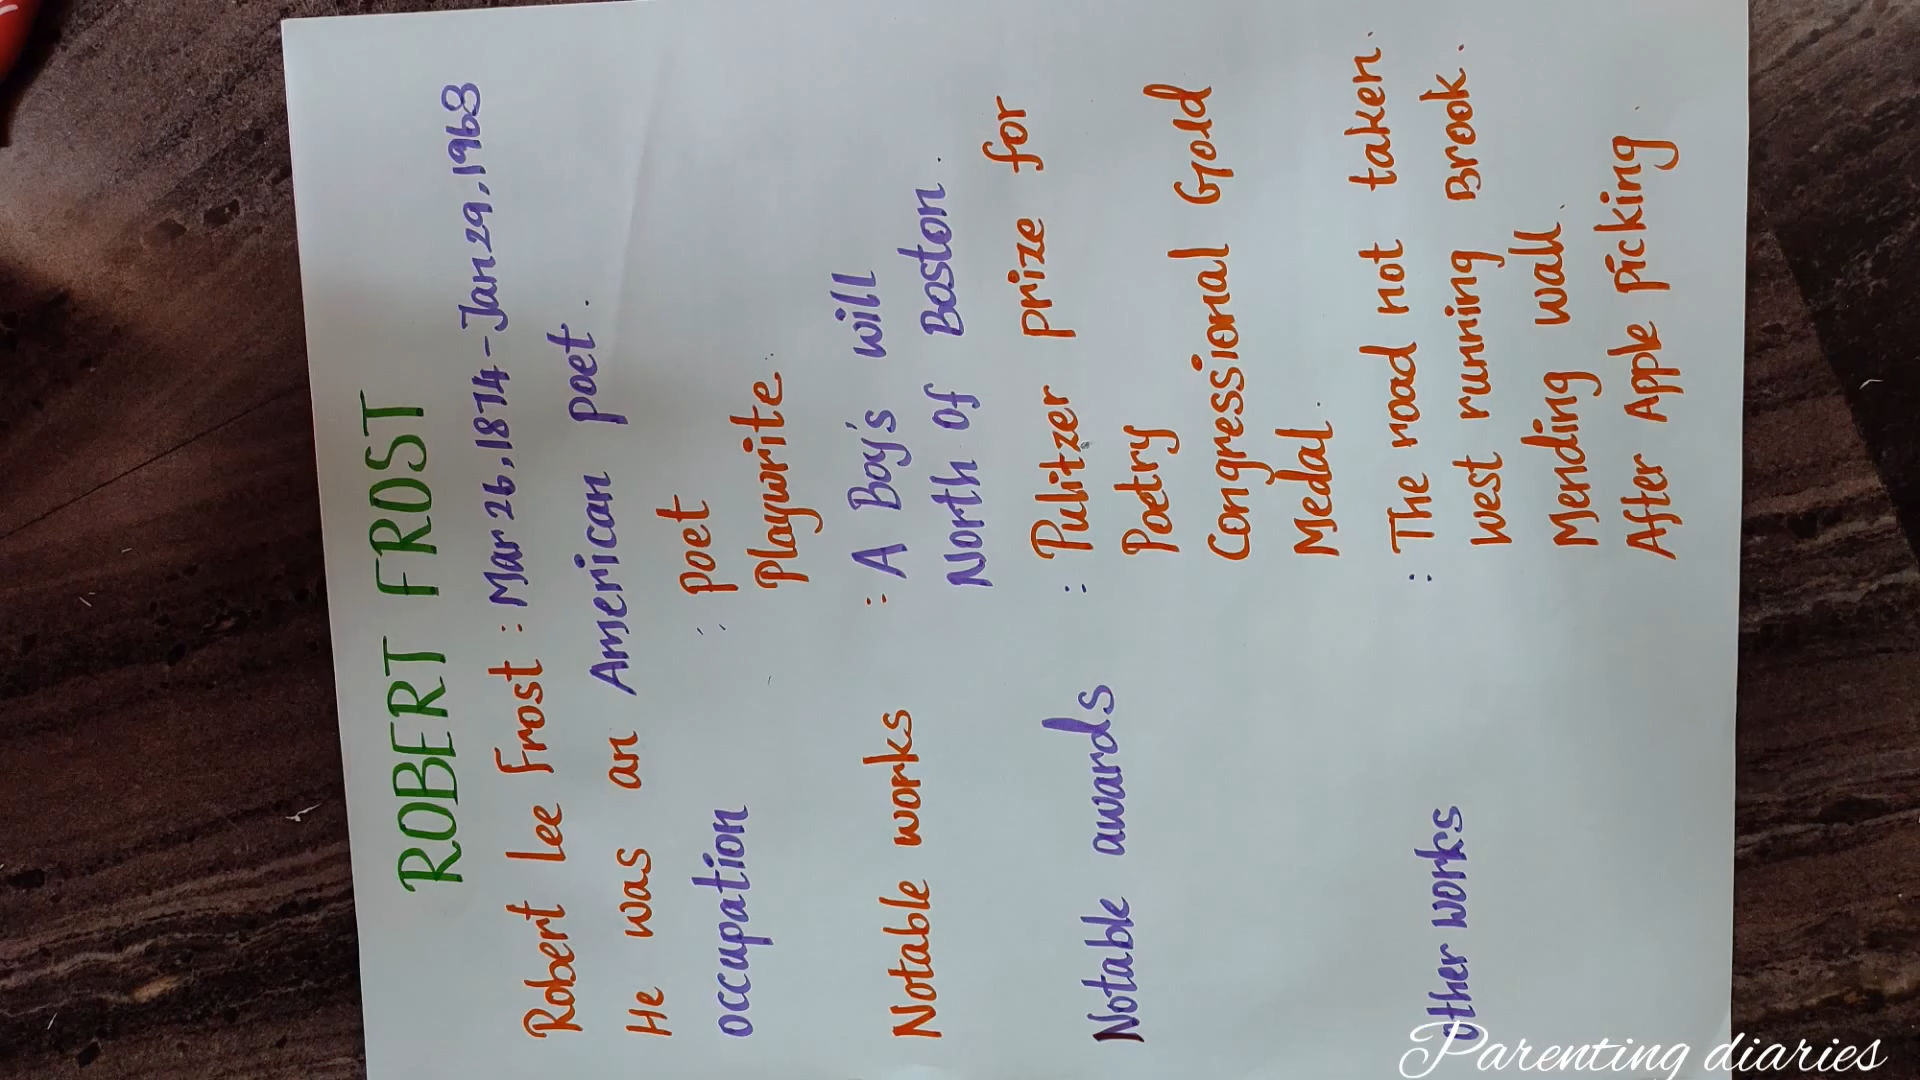 ROBERT FROST
Robert Lee Frost : Mar 26, 1874 - Jan 29, 1963
He was an American poet.
occupation : poet
Playwrite.
Notable works : A Boy's will
North of Boston.
Notable awards : Pulitzer prize for
Poetry
Congressional Gold
Medal.
other works : The road not taken.
West running Brook.
Mending wall.
After Apple picking.
Parenting diaries